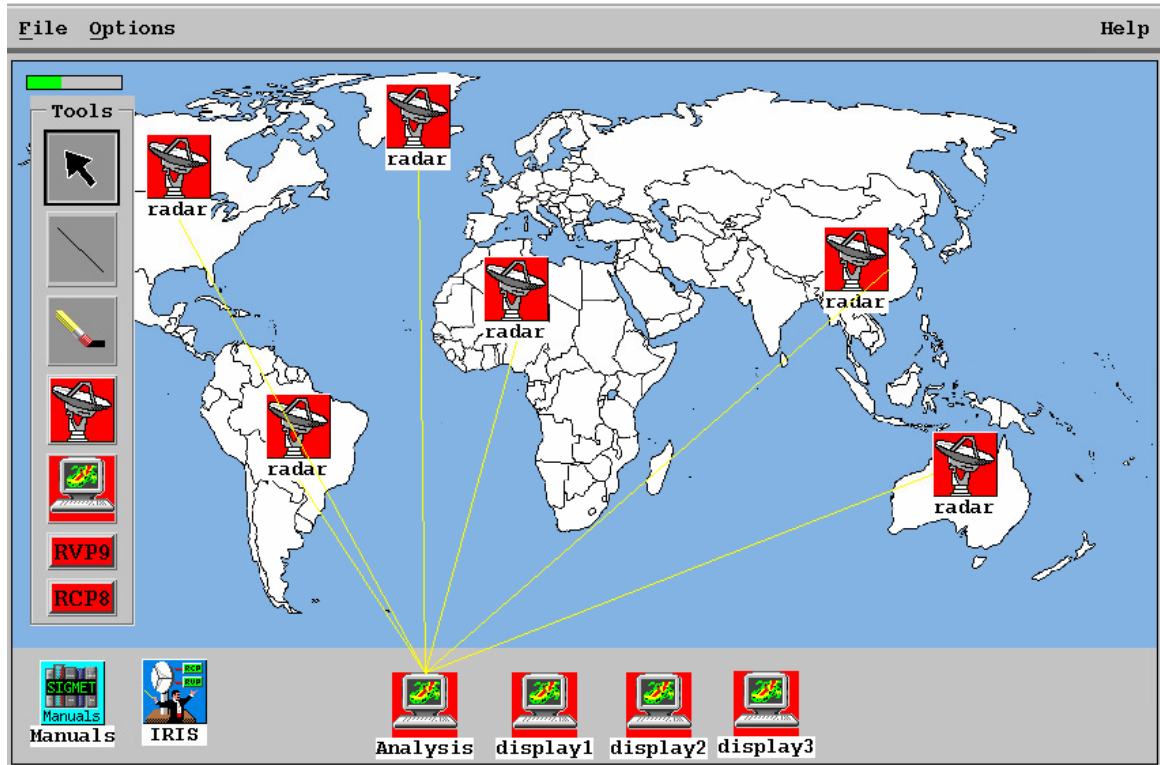 File Options Help
Tools
radar
radar
radar
radar
radar
radar
RVP9
RCP8
SIGMET
Manuals
Manuals
RCP
RVP
IRIS
Analysis display1 display2 display3